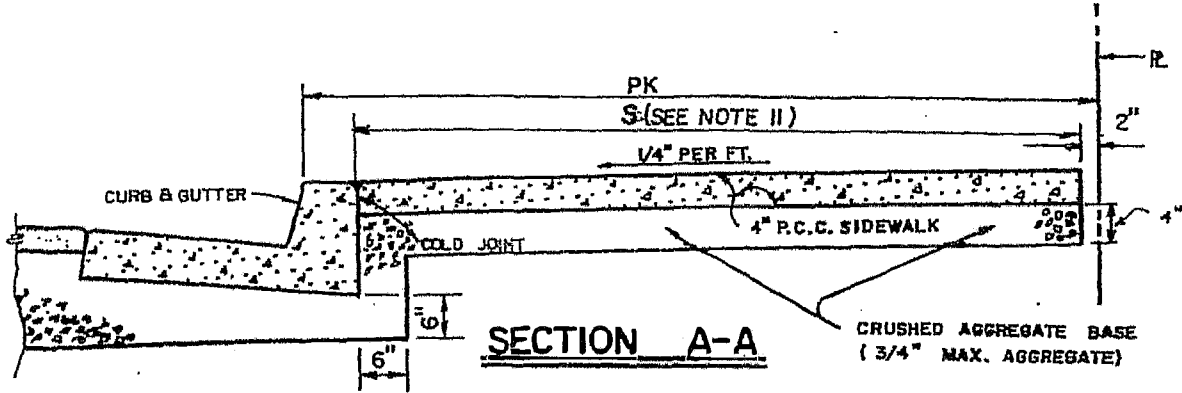 PL
PK
S (SEE NOTE 11)
2"
1/4" PER FT.
CURB & GUTTER
4" P.C.C. SIDEWALK
4"
COLD JOINT
6"
6"
SECTION A-A
CRUSHED AGGREGATE BASE
(3/4" MAX. AGGREGATE)